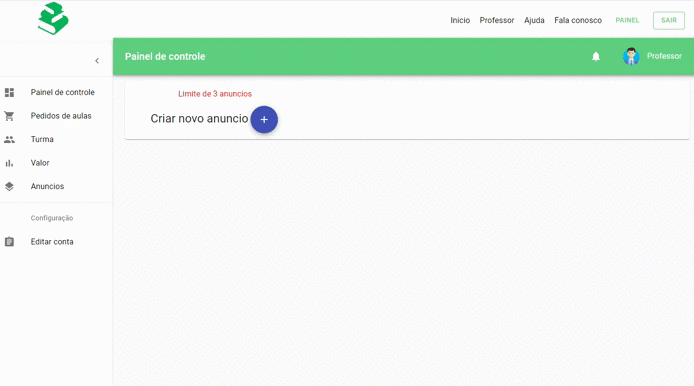 Inicio Professor Ajuda Fala conosco PAINEL SAIR
Painel de controle Professor
Painel de controle
Pedidos de aulas
Turma
Valor
Anuncios
Configuração
Editar conta
Limite de 3 anuncios
Criar novo anuncio